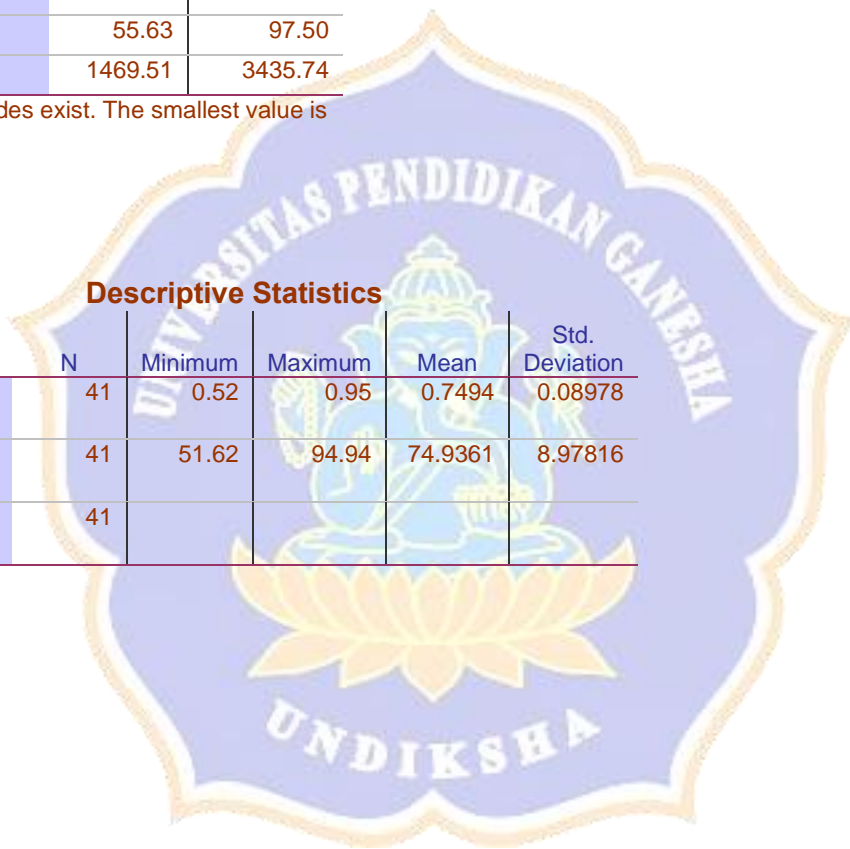 55.63 97.50
1469.51 3435.74
des exist. The smallest value is
UNIVERSITAS PENDIDIKAN GANESHA
Descriptive Statistics
N Minimum Maximum Mean Std. Deviation
41 0.52 0.95 0.7494 0.08978
41 51.62 94.94 74.9361 8.97816
41
UNDIKSHA